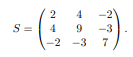 S = ( 2 4 -2
4 9 -3
-2 -3 7 ) .